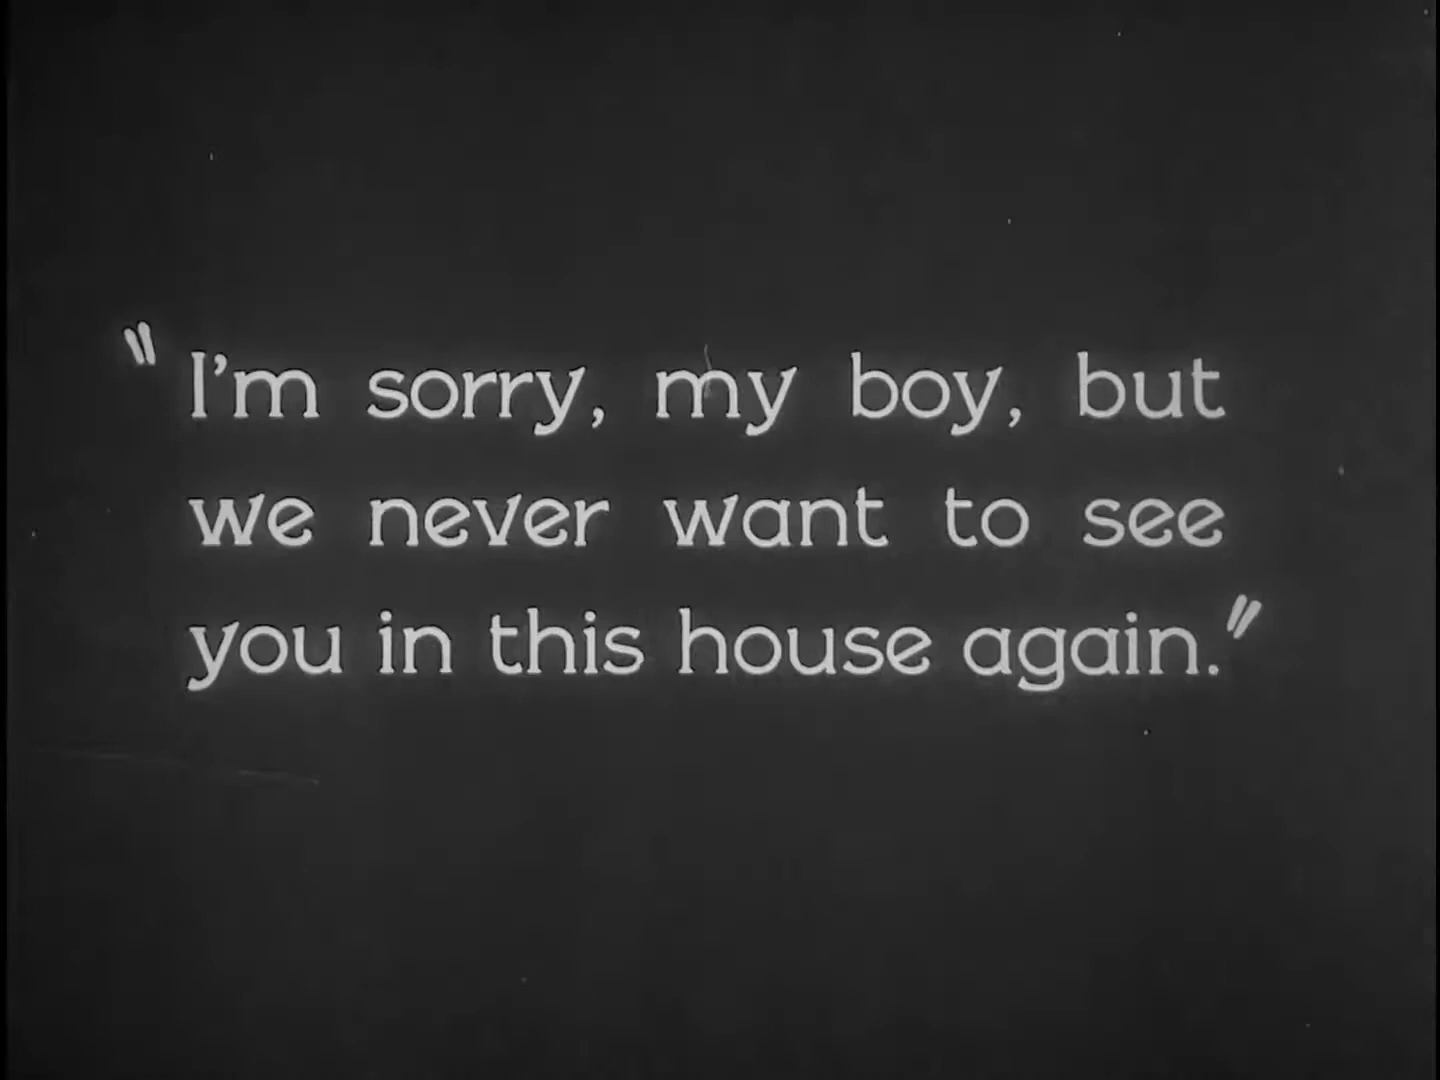 "I'm sorry, my boy, but
we never want to see
you in this house again."